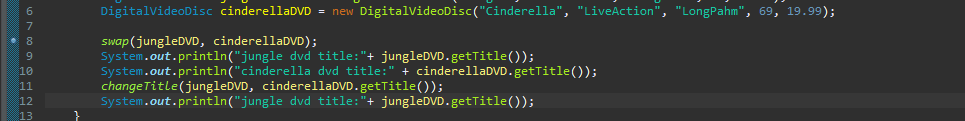 6 DigitalVideoDisc cinderellaDVD = new DigitalVideoDisc("Cinderella", "LiveAction", "LongPahm", 69, 19.99);
7
8 swap(jungleDVD, cinderellaDVD);
9 System.out.println("jungle dvd title:"+ jungleDVD.getTitle());
10 System.out.println("cinderella dvd title:" + cinderellaDVD.getTitle());
11 changeTitle(jungleDVD, cinderellaDVD.getTitle());
12 System.out.println("jungle dvd title:"+ jungleDVD.getTitle());
13 }